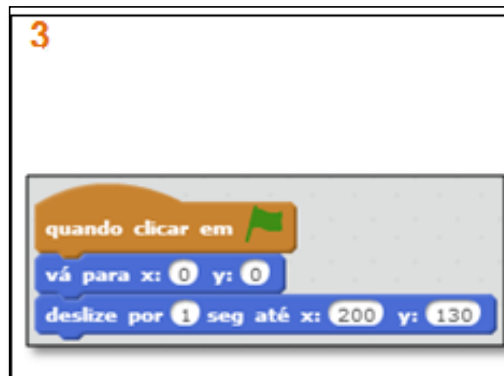 3
quando clicar em
vá para x: 0 y: 0
deslize por 1 seg até x: 200 y: 130